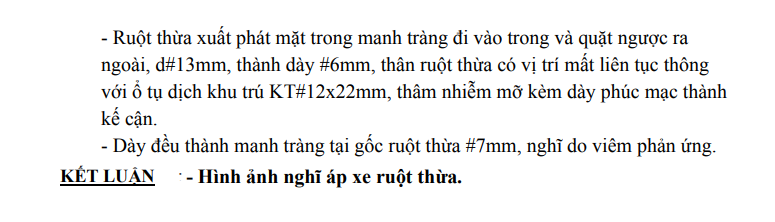 - Ruột thừa xuất phát mặt trong manh tràng đi vào trong và quặt ngược ra
ngoài, d#13mm, thành dày #6mm, thân ruột thừa có vị trí mất liên tục thông
với ổ tụ dịch khu trú KT#12x22mm, thâm nhiễm mỡ kèm dày phúc mạc thành
kế cận.
- Dày đều thành manh tràng tại gốc ruột thừa #7mm, nghĩ do viêm phản ứng.
KẾT LUẬN - Hình ảnh nghĩ áp xe ruột thừa.